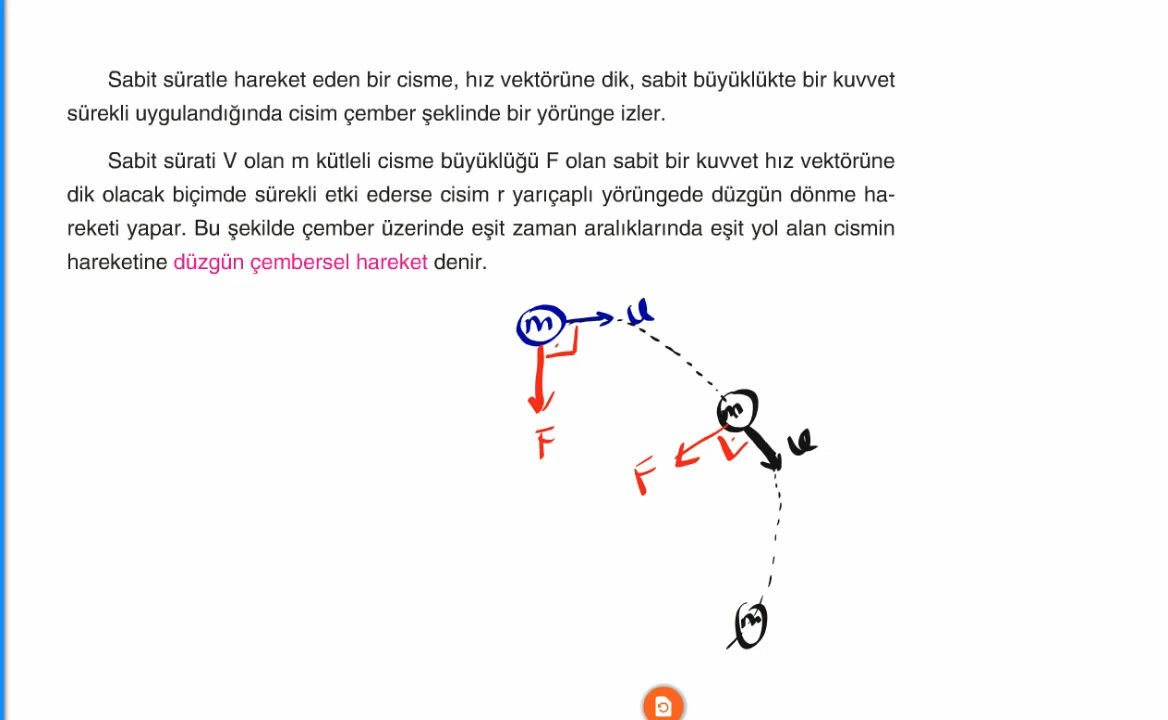 Sabit süratle hareket eden bir cisme, hız vektörüne dik, sabit büyüklükte bir kuvvet
sürekli uygulandığında cisim çember şeklinde bir yörünge izler.
Sabit sürati V olan m kütleli cisme büyüklüğü F olan sabit bir kuvvet hız vektörüne
dik olacak biçimde sürekli etki ederse cisim r yarıçaplı yörüngede düzgün dönme ha-
reketi yapar. Bu şekilde çember üzerinde eşit zaman aralıklarında eşit yol alan cismin
hareketine düzgün çembersel hareket denir.
m
F
m
F
m